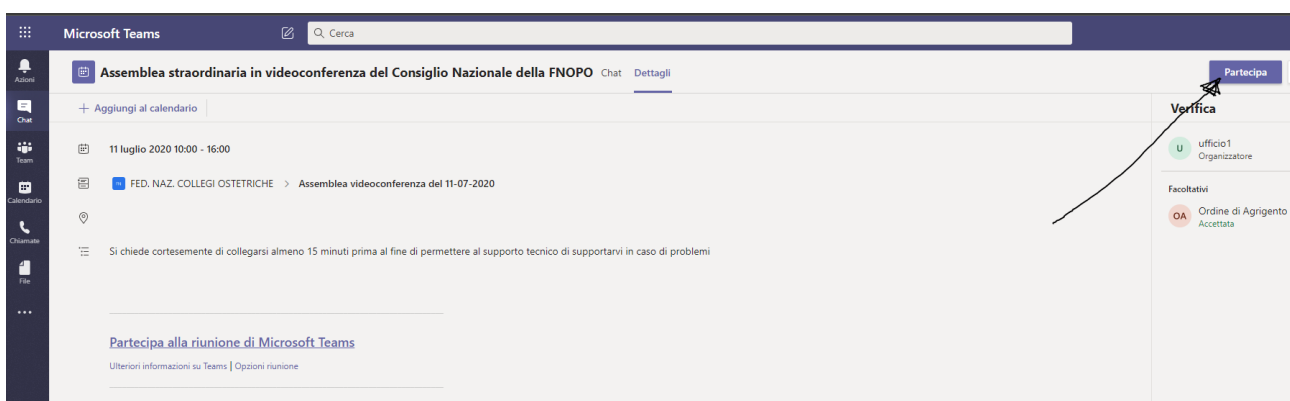 Microsoft Teams
Cerca
Azioni
Chat
Team
Calendario
Chiamate
File
Assemblea straordinaria in videoconferenza del Consiglio Nazionale della FNOPO Chat Dettagli
Partecipa
+ Aggiungi al calendario
11 luglio 2020 10:00 - 16:00
FED. NAZ. COLLEGI OSTETRICHE > Assemblea videoconferenza del 11-07-2020
Si chiede cortesemente di collegarsi almeno 15 minuti prima al fine di permettere al supporto tecnico di supportarvi in caso di problemi
Partecipa alla riunione di Microsoft Teams
Ulteriori informazioni su Teams | Opzioni riunione
Verifica
U
ufficio1
Organizzatore
Facoltativi
OA
Ordine di Agrigento
Accettata